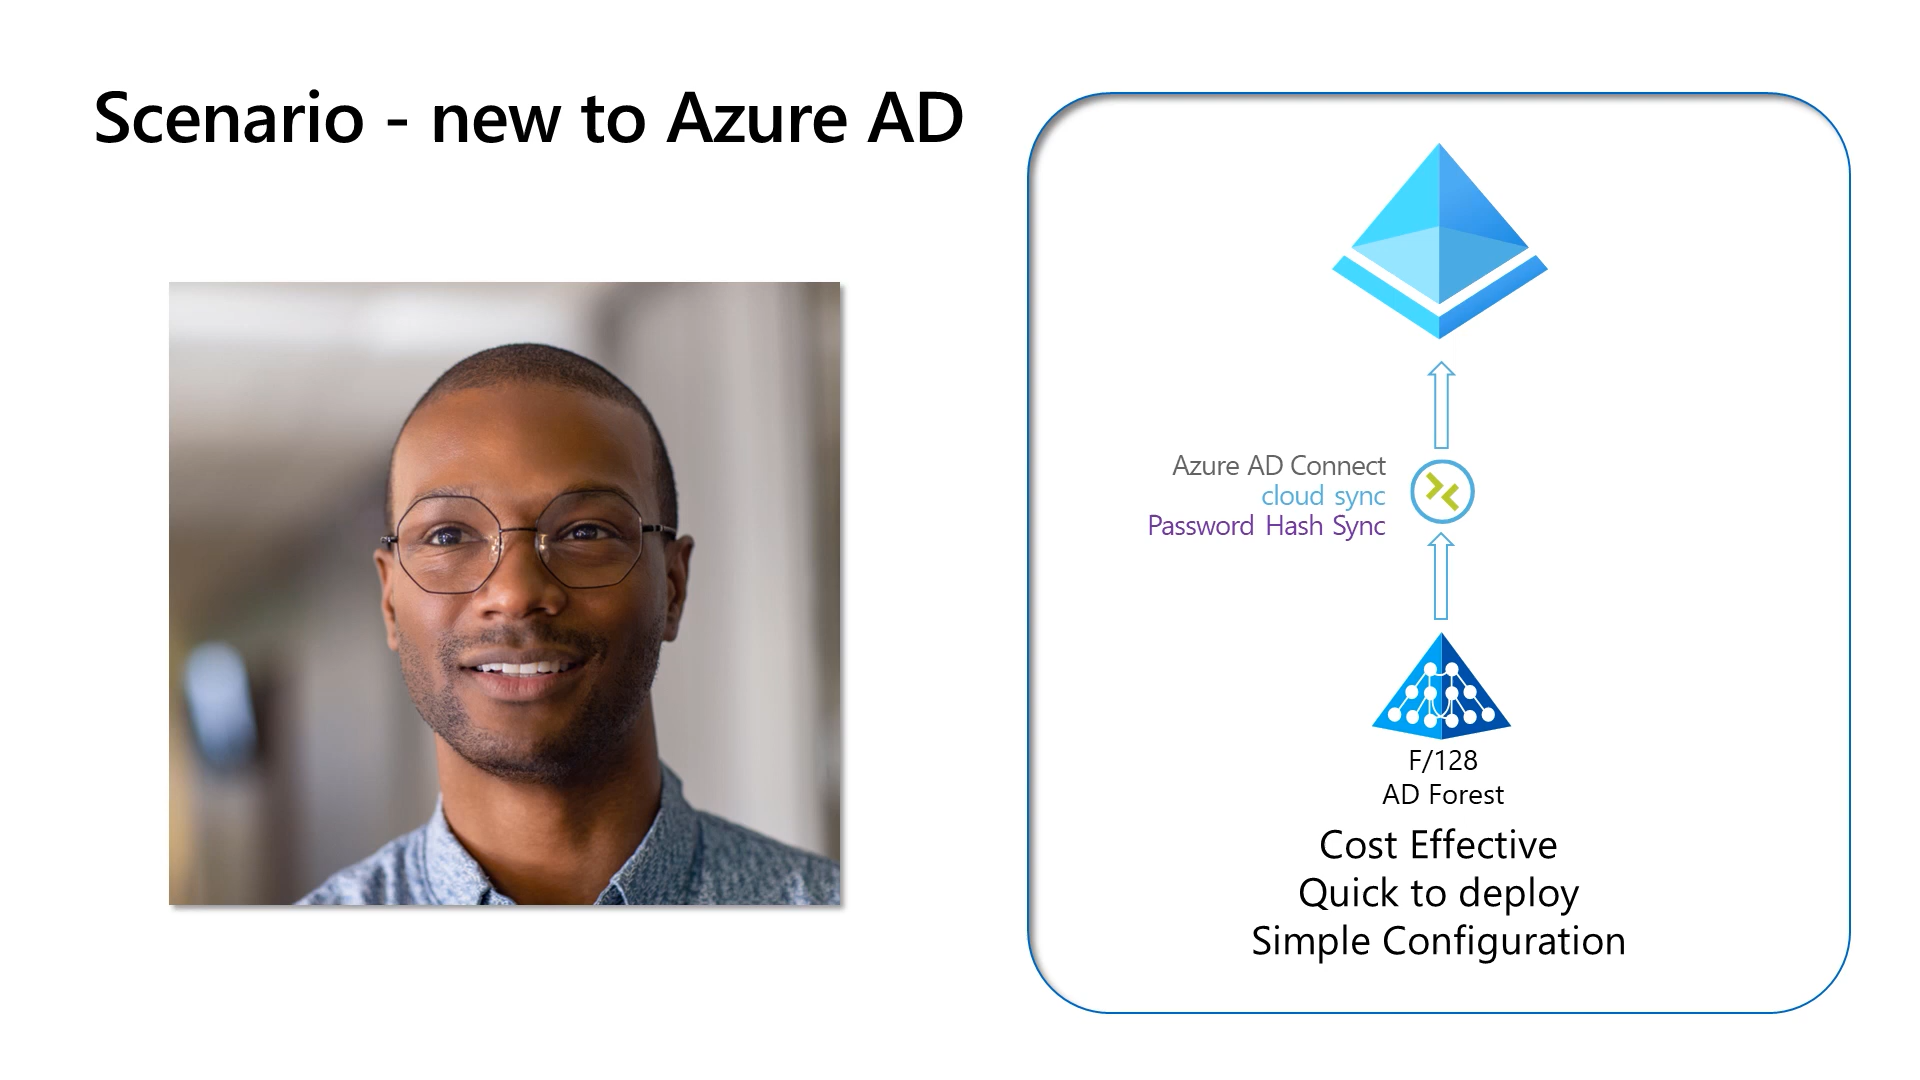 Scenario - new to Azure AD
Azure AD Connect
cloud sync
Password Hash Sync
F/128
AD Forest
Cost Effective
Quick to deploy
Simple Configuration